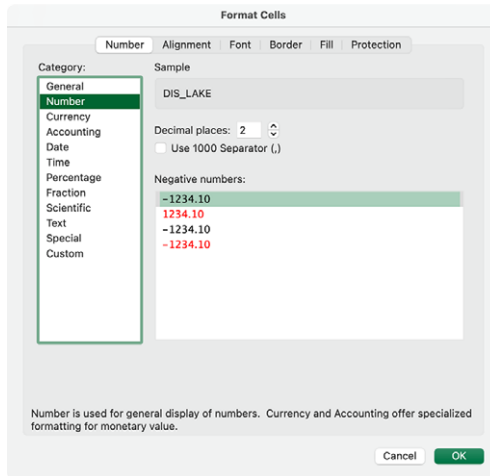 Format Cells
Number Alignment Font Border Fill Protection
Category:
General
Number
Currency
Accounting
Date
Time
Percentage
Fraction
Scientific
Text
Special
Custom
Sample
DIS_LAKE
Decimal places: 2
Use 1000 Separator (,)
Negative numbers:
-1234.10
1234.10
-1234.10
-1234.10
Number is used for general display of numbers.  Currency and Accounting offer specialized
formatting for monetary value.
Cancel OK